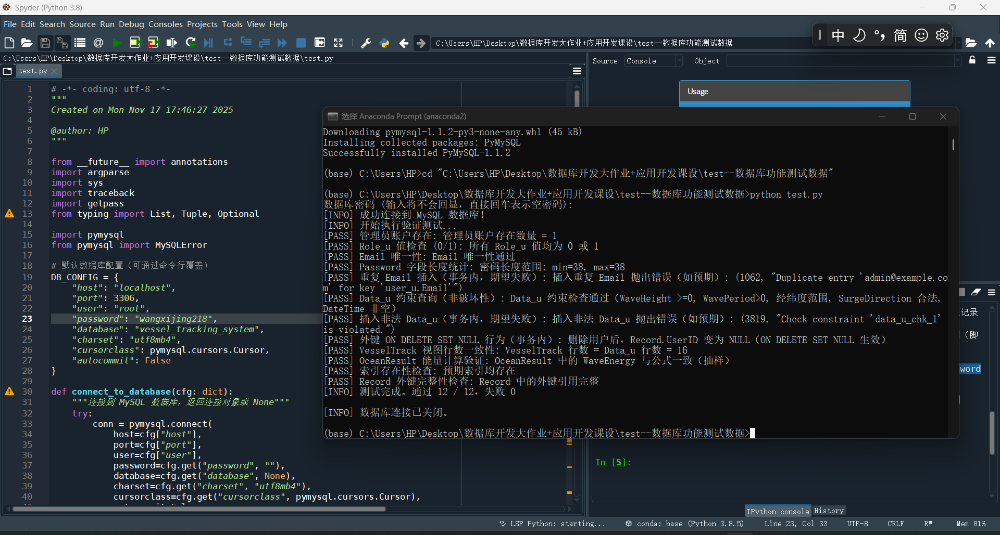 Spyder (Python 3.8)
File Edit Search Source Run Debug Consoles Projects Tools View Help
C:\Users\HP\Desktop\数据库开发大作业+应用开发课设\test--数据库功能测试数据
中 简
C:\Users\HP\Desktop\数据库开发大作业+应用开发课设\test--数据库功能测试数据\test.py
test.py
1 # -*- coding: utf-8 -*-
2 """
3 Created on Mon Nov 17 17:46:27 2025
4
5 @author: HP
6 """
7
8 from __future__ import annotations
9 import argparse
10 import sys
11 import traceback
12 import getpass
13 from typing import List, Tuple, Optional
14
15 import pymysql
16 from pymysql import MySQLError
17
18 # 默认数据库配置（可通过命令行覆盖）
19 DB_CONFIG = {
20 "host": "localhost",
21 "port": 3306,
22 "user": "root",
23 "password": "wangxijing218",
24 "database": "vessel_tracking_system",
25 "charset": "utf8mb4",
26 "cursorclass": pymysql.cursors.Cursor,
27 "autocommit": False
28 }
29
30 def connect_to_database(cfg: dict):
31 """连接到 MySQL 数据库，返回连接对象或 None"""
32 try:
33 conn = pymysql.connect(
34 host=cfg["host"],
35 port=cfg["port"],
36 user=cfg["user"],
37 password=cfg.get("password", ""),
38 database=cfg.get("database", None),
39 charset=cfg.get("charset", "utf8mb4"),
40 cursorclass=cfg.get("cursorclass", pymysql.cursors.Cursor),
Source Console Object
Usage
选择 Anaconda Prompt (anaconda2)
Downloading pymysql-1.1.2-py3-none-any.whl (45 kB)
Installing collected packages: PyMySQL
Successfully installed PyMySQL-1.1.2
(base) C:\Users\HP>cd "C:\Users\HP\Desktop\数据库开发大作业+应用开发课设\test--数据库功能测试数据"
(base) C:\Users\HP\Desktop\数据库开发大作业+应用开发课设\test--数据库功能测试数据>python test.py
数据库密码（输入将不会回显，直接回车表示空密码）:
[INFO] 成功连接到 MySQL 数据库!
[INFO] 开始执行验证测试...
[PASS] 管理员账户存在: 管理员账户存在数量 = 1
[PASS] Role_u 值检查 (0/1): 所有 Role_u 值均为 0 或 1
[PASS] Email 唯一性: Email 唯一性通过
[PASS] Password 字段长度统计: 密码长度范围: min=38, max=38
[PASS] 重复 Email 插入（事务内，期望失败）: 插入重复 Email 抛出错误（如预期）: (1062, "Duplicate entry 'admin@example.co
m' for key 'user_u.Email'")
[PASS] Data_u 约束查询（非破坏性）: Data_u 约束检查通过（WaveHeight >=0, WavePeriod>0, 经纬度范围, SurgeDirection 合法,
DateTime 非空）
[PASS] 插入非法 Data_u（事务内，期望失败）: 插入非法 Data_u 抛出错误（如预期）: (3819, "Check constraint 'data_u_chk_1'
is violated.")
[PASS] 外键 ON DELETE SET NULL 行为（事务内）: 删除用户后，Record.UserID 变为 NULL（ON DELETE SET NULL 生效）
[PASS] VesselTrack 视图行数一致性: VesselTrack 行数 = Data_u 行数 = 16
[PASS] OceanResult 能量计算验证: OceanResult 中的 WaveEnergy 与公式一致（抽样）
[PASS] 索引存在性检查: 预期索引均存在
[PASS] Record 外键完整性检查: Record 中的外键引用完整
[INFO] 测试完成。通过 12 / 12，失败 0
[INFO] 数据库连接已关闭。
(base) C:\Users\HP\Desktop\数据库开发大作业+应用开发课设\test--数据库功能测试数据>
记录
（脚
word
In [5]:
IPython console History
LSP Python: starting... conda: base (Python 3.8.5) Line 23, Col 33 UTF-8 CRLF RW Mem 81%